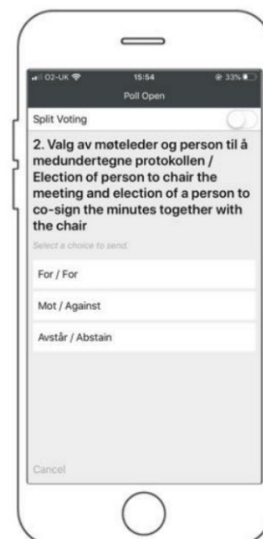 O2-UK 15:54 33%
Poll Open
Split Voting
2. Valg av møteleder og person til å
medundertegne protokollen /
Election of person to chair the
meeting and election of a person to
co-sign the minutes together with
the chair
Select a choice to send.
For / For
Mot / Against
Avstår / Abstain
Cancel